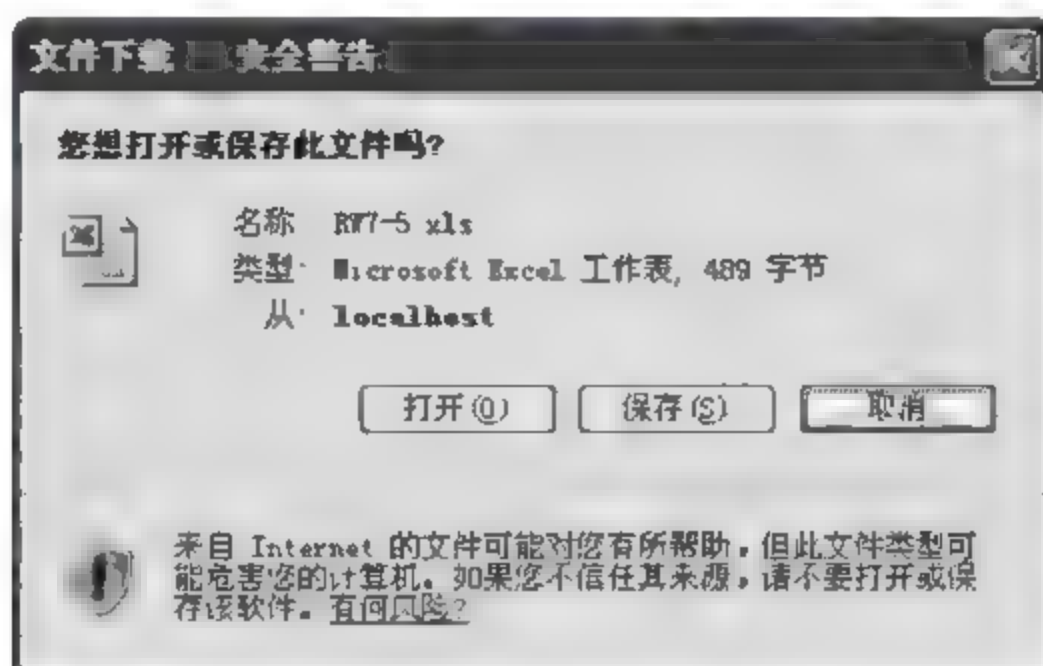 文件下载 - 安全警告
您想打开或保存此文件吗?
名称: RW7-5 xls
类型: Microsoft Excel 工作表, 489 字节
从: localhost
打开(O) 保存(S) 取消
来自 Internet 的文件可能对您有所帮助，但此文件类型可
能危害您的计算机。如果您不信任其来源，请不要打开或保
存该软件。有何风险?